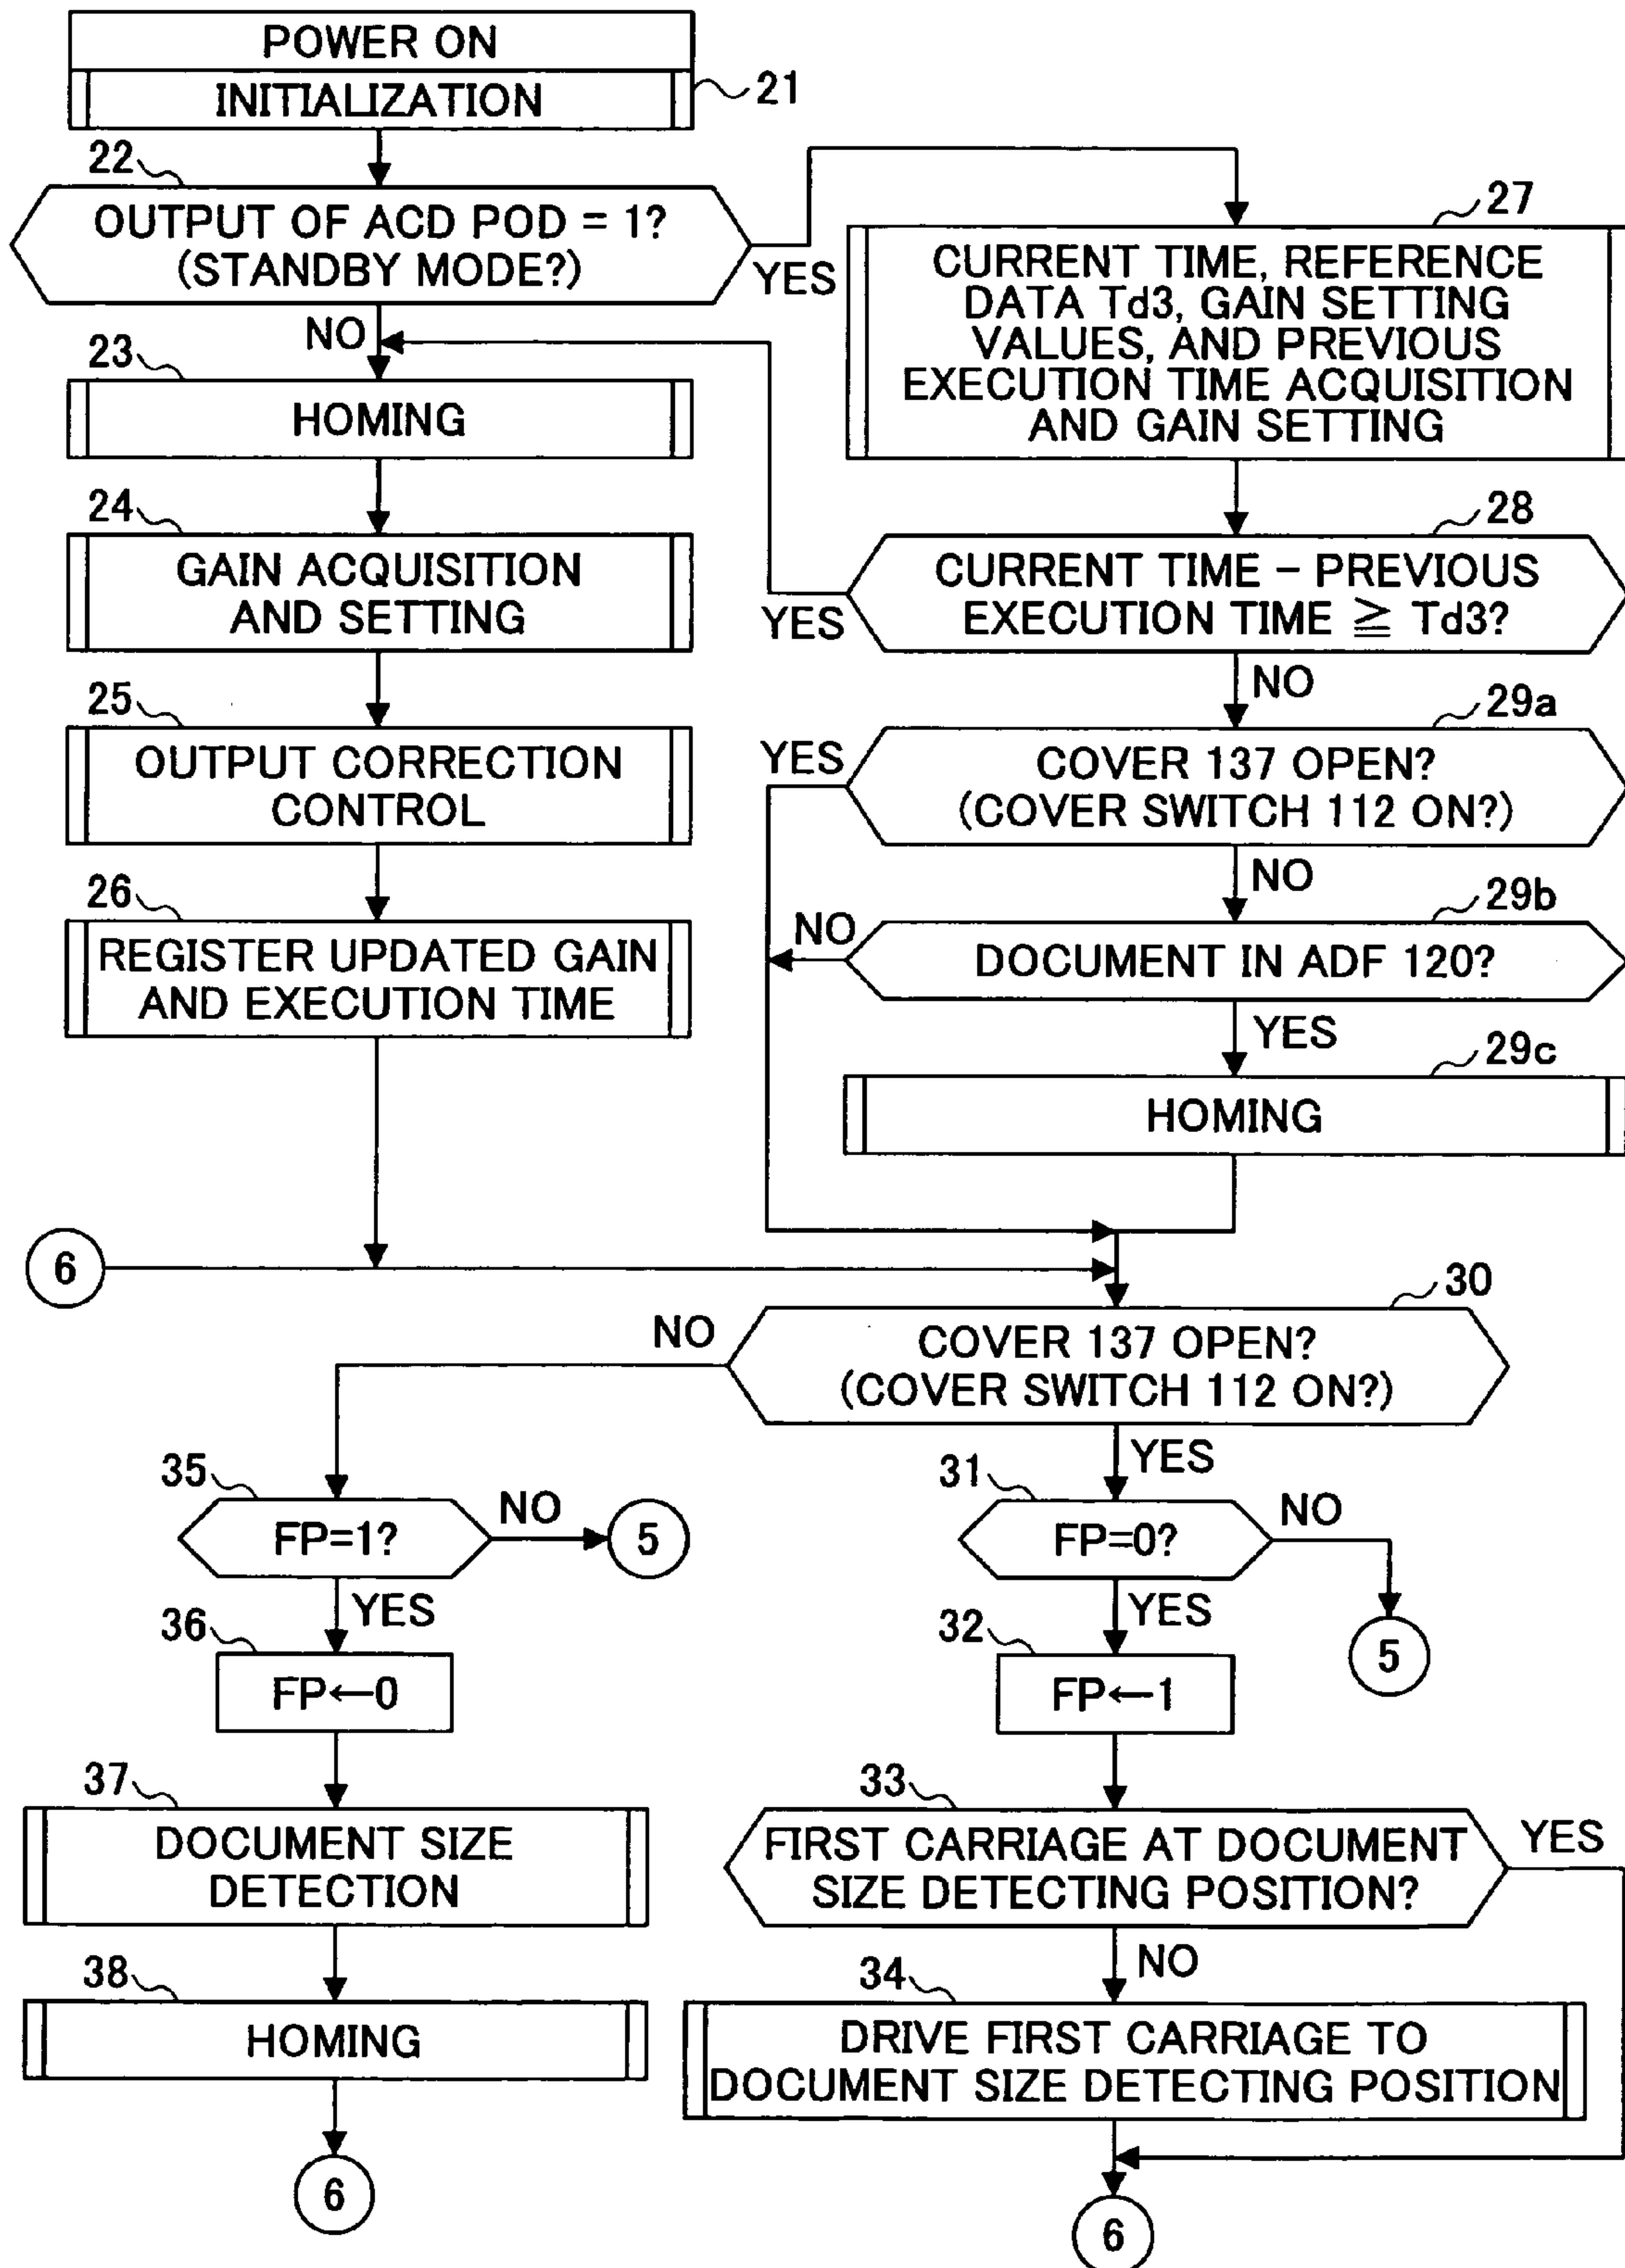 POWER ON
INITIALIZATION
21
22
OUTPUT OF ACD POD = 1?
(STANDBY MODE?)
YES
NO
27
CURRENT TIME, REFERENCE
DATA Td3, GAIN SETTING
VALUES, AND PREVIOUS
EXECUTION TIME ACQUISITION
AND GAIN SETTING
23
HOMING
24
GAIN ACQUISITION
AND SETTING
28
CURRENT TIME − PREVIOUS
EXECUTION TIME ≧ Td3?
YES
NO
25
OUTPUT CORRECTION
CONTROL
29a
COVER 137 OPEN?
(COVER SWITCH 112 ON?)
YES
NO
26
REGISTER UPDATED GAIN
AND EXECUTION TIME
29b
DOCUMENT IN ADF 120?
NO
YES
29c
HOMING
6
30
COVER 137 OPEN?
(COVER SWITCH 112 ON?)
NO
YES
35
FP=1?
NO
5
YES
31
FP=0?
NO
5
YES
36
FP←0
32
FP←1
37
DOCUMENT SIZE
DETECTION
33
FIRST CARRIAGE AT DOCUMENT
SIZE DETECTING POSITION?
YES
NO
38
HOMING
34
DRIVE FIRST CARRIAGE TO
DOCUMENT SIZE DETECTING POSITION
6
6